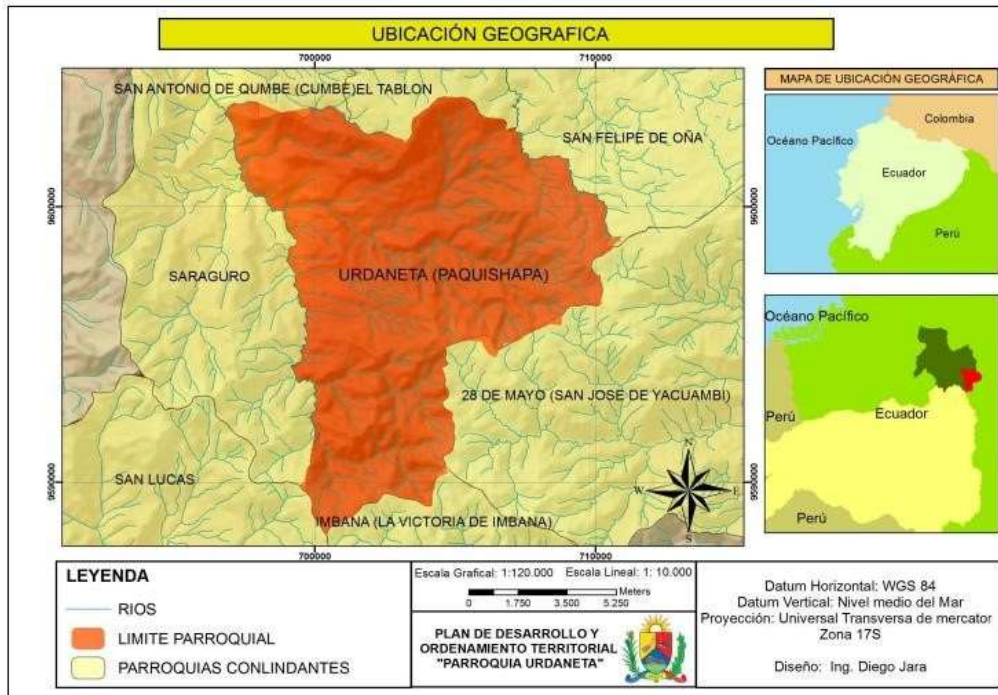 UBICACIÓN GEOGRAFICA
700000
710000
SAN ANTONIO DE QUMBE (CUMBE)EL TABLON
SAN FELIPE DE OÑA
9600000
9600000
SARAGURO
URDANETA (PAQUISHAPA)
28 DE MAYO (SAN JOSE DE YACUAMBI)
SAN LUCAS
IMBANA (LA VICTORIA DE IMBANA)
9590000
9590000
N
W
E
S
700000
710000
MAPA DE UBICACIÓN GEOGRÁFICA
Colombia
Océano Pacífico
Ecuador
Perú
Océano Pacífico
Perú
Ecuador
Perú
LEYENDA
RIOS
LIMITE PARROQUIAL
PARROQUIAS CONLINDANTES
Escala Grafical: 1:120.000 Escala Lineal: 1: 10.000
Meters
0 1.750 3.500 5.250
PLAN DE DESARROLLO Y
ORDENAMIENTO TERRITORIAL
"PARROQUIA URDANETA"
Datum Horizontal: WGS 84
Datum Vertical: Nivel medio del Mar
Proyección: Universal Transversa de mercator
Zona 17S
Diseño: Ing. Diego Jara